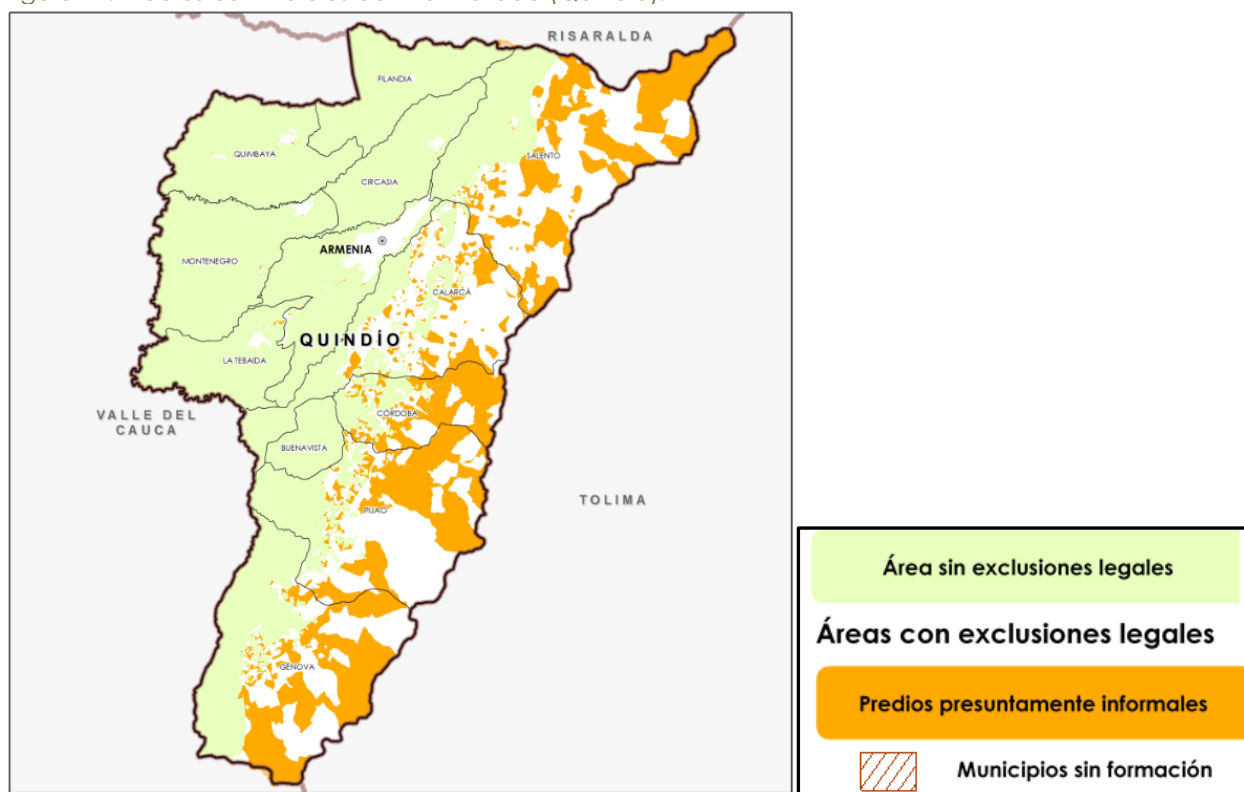 (Quindío).
RISARALDA
FILANDIA
QUIMBAYA
SALENTO
CIRCASIA
ARMENIA
MONTENEGRO
CALARCÁ
QUINDÍO
LA TEBAIDA
VALLE DEL
CAUCA
CÓRDOBA
BUENAVISTA
TOLIMA
PIJAO
GÉNOVA
Área sin exclusiones legales
Áreas con exclusiones legales
Predios presuntamente informales
Municipios sin formación